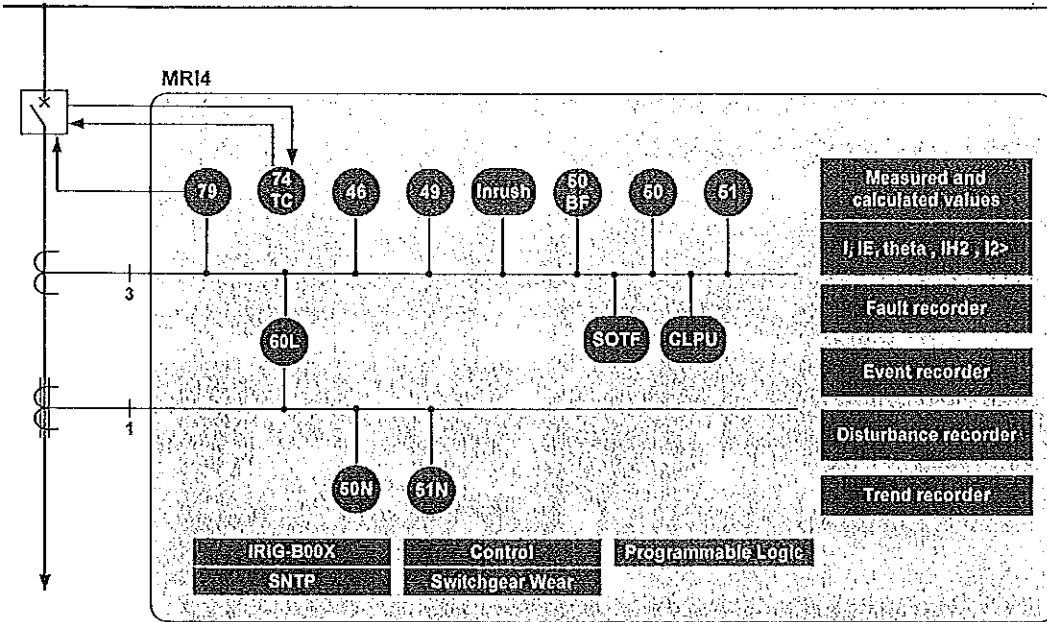 MRI4
79
74
TC
46
49
Inrush
50
BF
50
51
3
60L
SOTF
CLPU
1
50N
51N
Measured and
calculated values
I, IE, theta , IH2 , I2>
Fault recorder
Event recorder
Disturbance recorder
Trend recorder
IRIG-B00X
Control
Programmable Logic
SNTP
Switchgear Wear